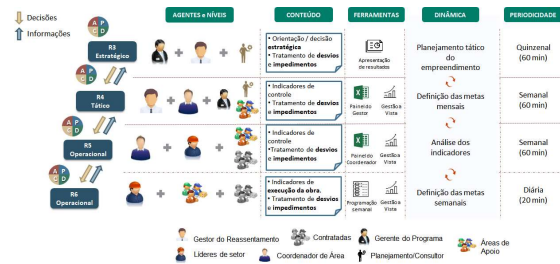 Decisões
Informações
AGENTES e NÍVEIS
CONTEÚDO
FERRAMENTAS
DINÂMICA
PERIODICIDADE
A P
C D
R3
Estratégico
• Orientação / decisão
estratégica
• Tratamento de desvios
e impedimentos
Apresentação
de resultados
Planejamento tático
do
empreendimento
Quinzenal
(60 min)
A P
C D
R4
Tático
• Indicadores de
controle
• Tratamento de desvios
e impedimentos
Painel do
Gestor
Gestão à
Vista
Definição das metas
mensais
Semanal
(60 min)
A P
C D
R5
Operacional
• Indicadores de
controle
• Tratamento de desvios
e impedimentos
Painel do
Coordenador
Gestão à
Vista
Análise dos
indicadores
Semanal
(60 min)
A P
C D
R6
Operacional
• Indicadores de
execução da obra.
• Tratamento de desvios
e impedimentos
Programação
semanal
Gestão à
Vista
Definição das metas
semanais
Diária
(20 min)
Gestor do Reassentamento
Contratadas
Gerente do Programa
Áreas de
Apoio
Líderes de setor
Coordenador de Área
Planejamento/Consultor